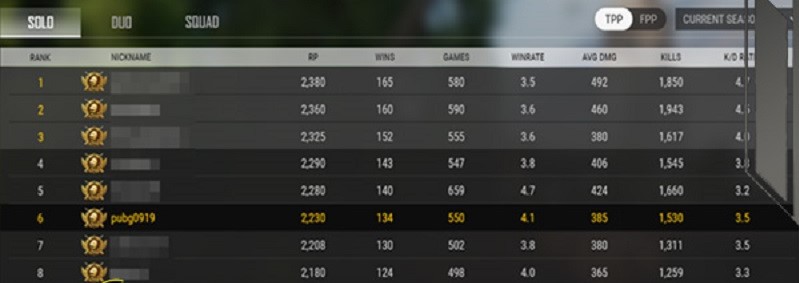 SOLO DUO SQUAD TPP FPP CURRENT
RANK NICKNAME RP WINS GAMES WINRATE AVG DMG KILLS K/D
1 2,380 165 580 3.5 492 1,850
2 2,360 160 590 3.6 460 1,943
3 2,325 152 555 3.6 380 1,617
4 2,290 143 547 3.8 406 1,545
5 2,280 140 659 4.7 424 1,660 3.2
6 pubg0919 2,230 134 550 4.1 385 1,530 3.5
7 2,208 130 502 3.8 380 1,311 3.5
8 2,180 124 498 4.0 365 1,259 3.3